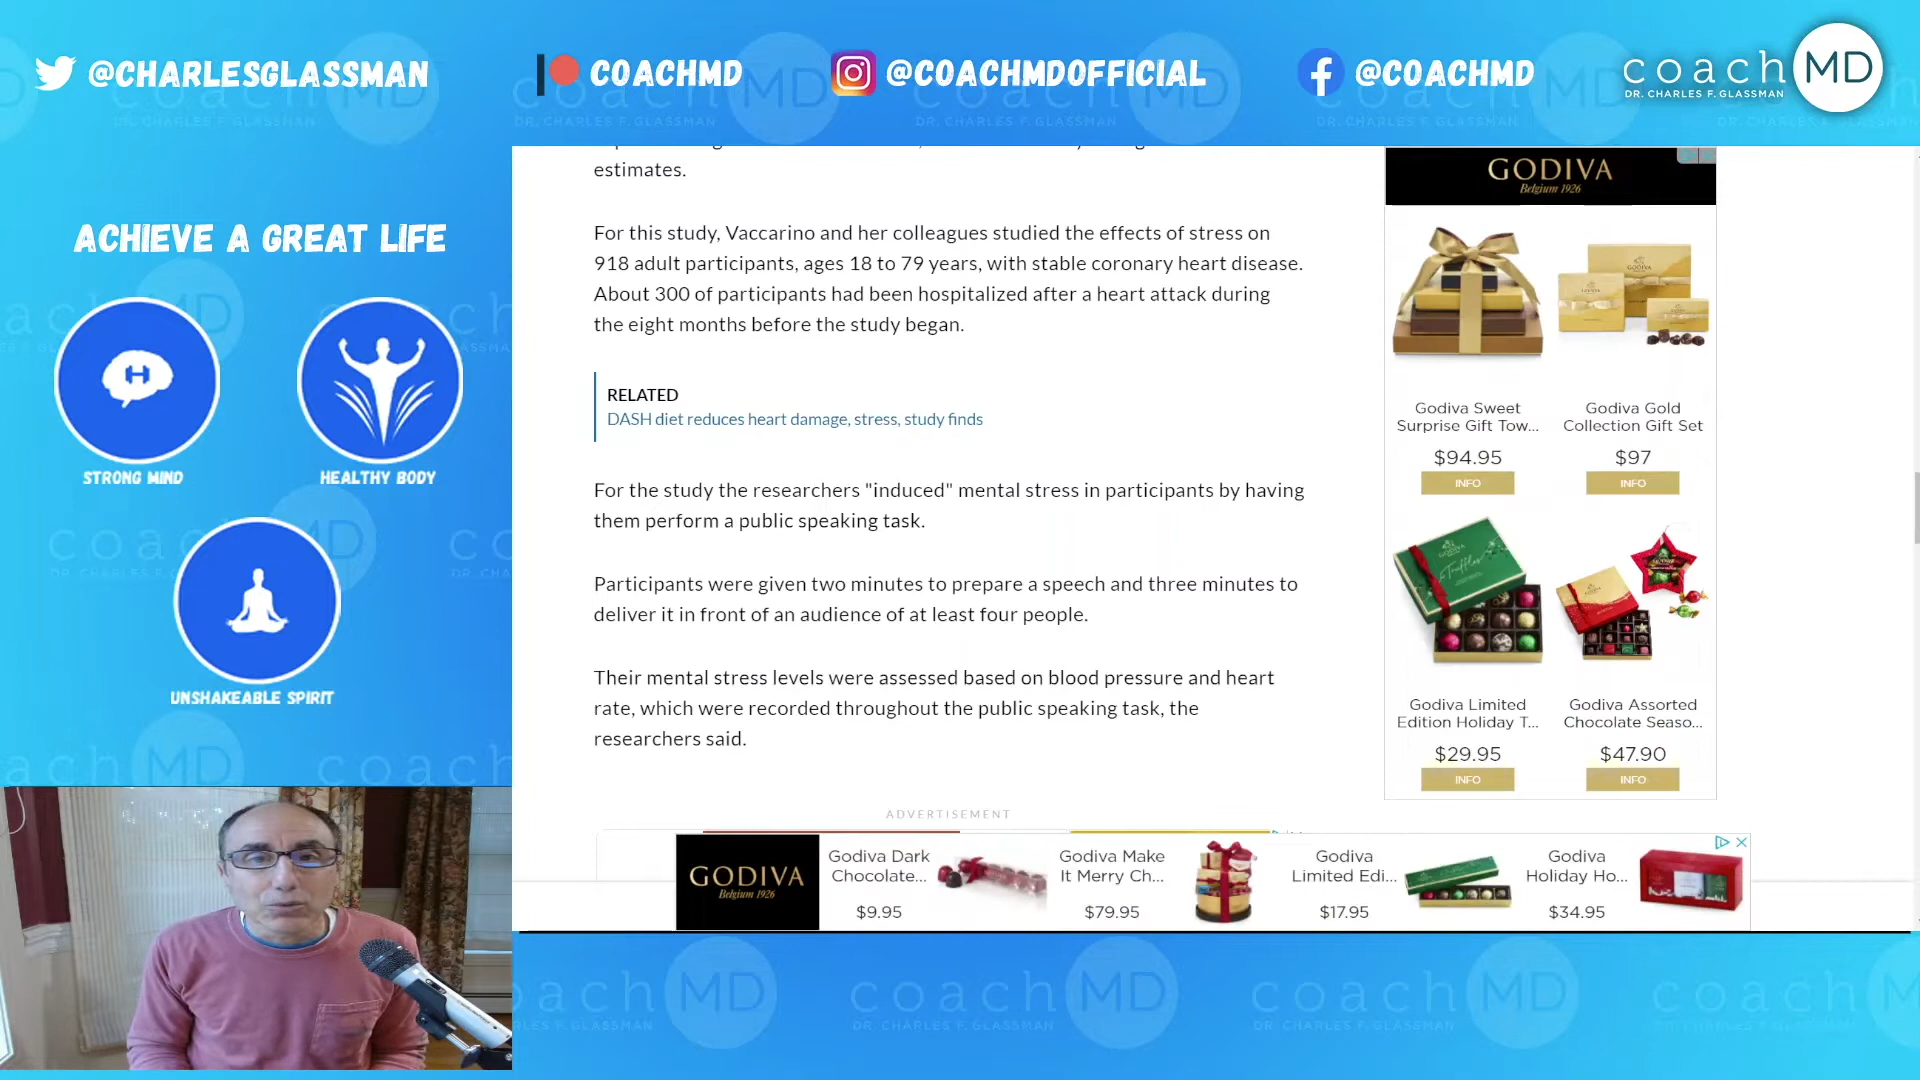 @CHARLESGLASSMAN
COACHMD
@COACHMDOFFICIAL
@COACHMD
coach MD
DR. CHARLES F. GLASSMAN
ACHIEVE A GREAT LIFE
STRONG MIND
HEALTHY BODY
UNSHAKEABLE SPIRIT
estimates.
For this study, Vaccarino and her colleagues studied the effects of stress on
918 adult participants, ages 18 to 79 years, with stable coronary heart disease.
About 300 of participants had been hospitalized after a heart attack during
the eight months before the study began.
RELATED
DASH diet reduces heart damage, stress, study finds
For the study the researchers "induced" mental stress in participants by having
them perform a public speaking task.
Participants were given two minutes to prepare a speech and three minutes to
deliver it in front of an audience of at least four people.
Their mental stress levels were assessed based on blood pressure and heart
rate, which were recorded throughout the public speaking task, the
researchers said.
ADVERTISEMENT
GODIVA
Belgium 1926
Godiva Sweet
Surprise Gift Tow...
$94.95
INFO
Godiva Gold
Collection Gift Set
$97
INFO
Godiva Limited
Edition Holiday T...
$29.95
INFO
Godiva Assorted
Chocolate Seaso...
$47.90
INFO
GODIVA
Belgium 1926
Godiva Dark
Chocolate...
$9.95
Godiva Make
It Merry Ch...
$79.95
Godiva
Limited Edi...
$17.95
Godiva
Holiday Ho...
$34.95